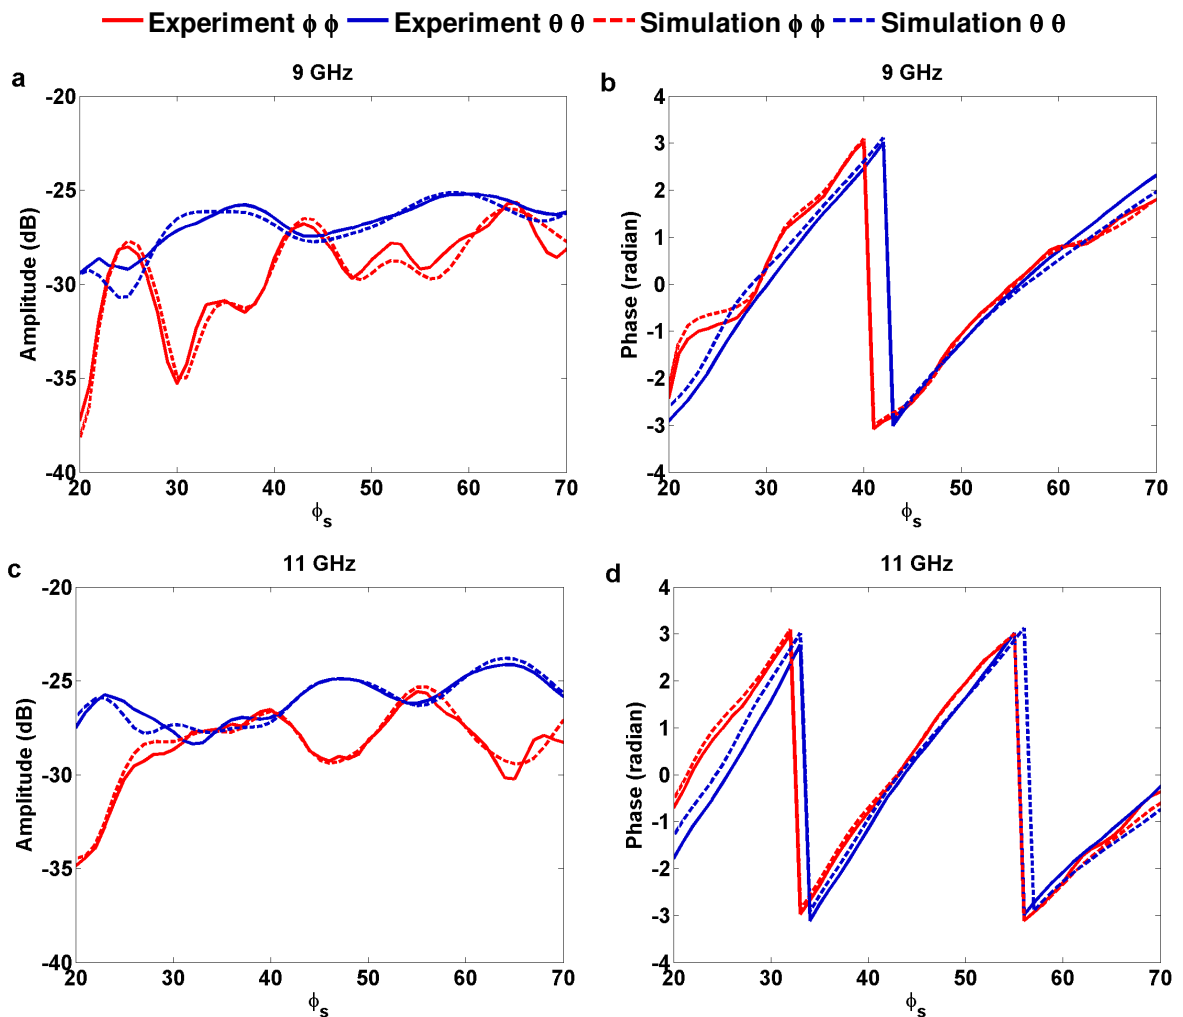 Experiment ϕ ϕ Experiment θ θ Simulation ϕ ϕ Simulation θ θ
a 9 GHz
-20
-25
-30
-35
-40
Amplitude (dB)
20 30 40 50 60 70
ϕs
b 9 GHz
4
3
2
1
0
-1
-2
-3
-4
Phase (radian)
20 30 40 50 60 70
ϕs
c 11 GHz
-20
-25
-30
-35
-40
Amplitude (dB)
20 30 40 50 60 70
ϕs
d 11 GHz
4
3
2
1
0
-1
-2
-3
-4
Phase (radian)
20 30 40 50 60 70
ϕs